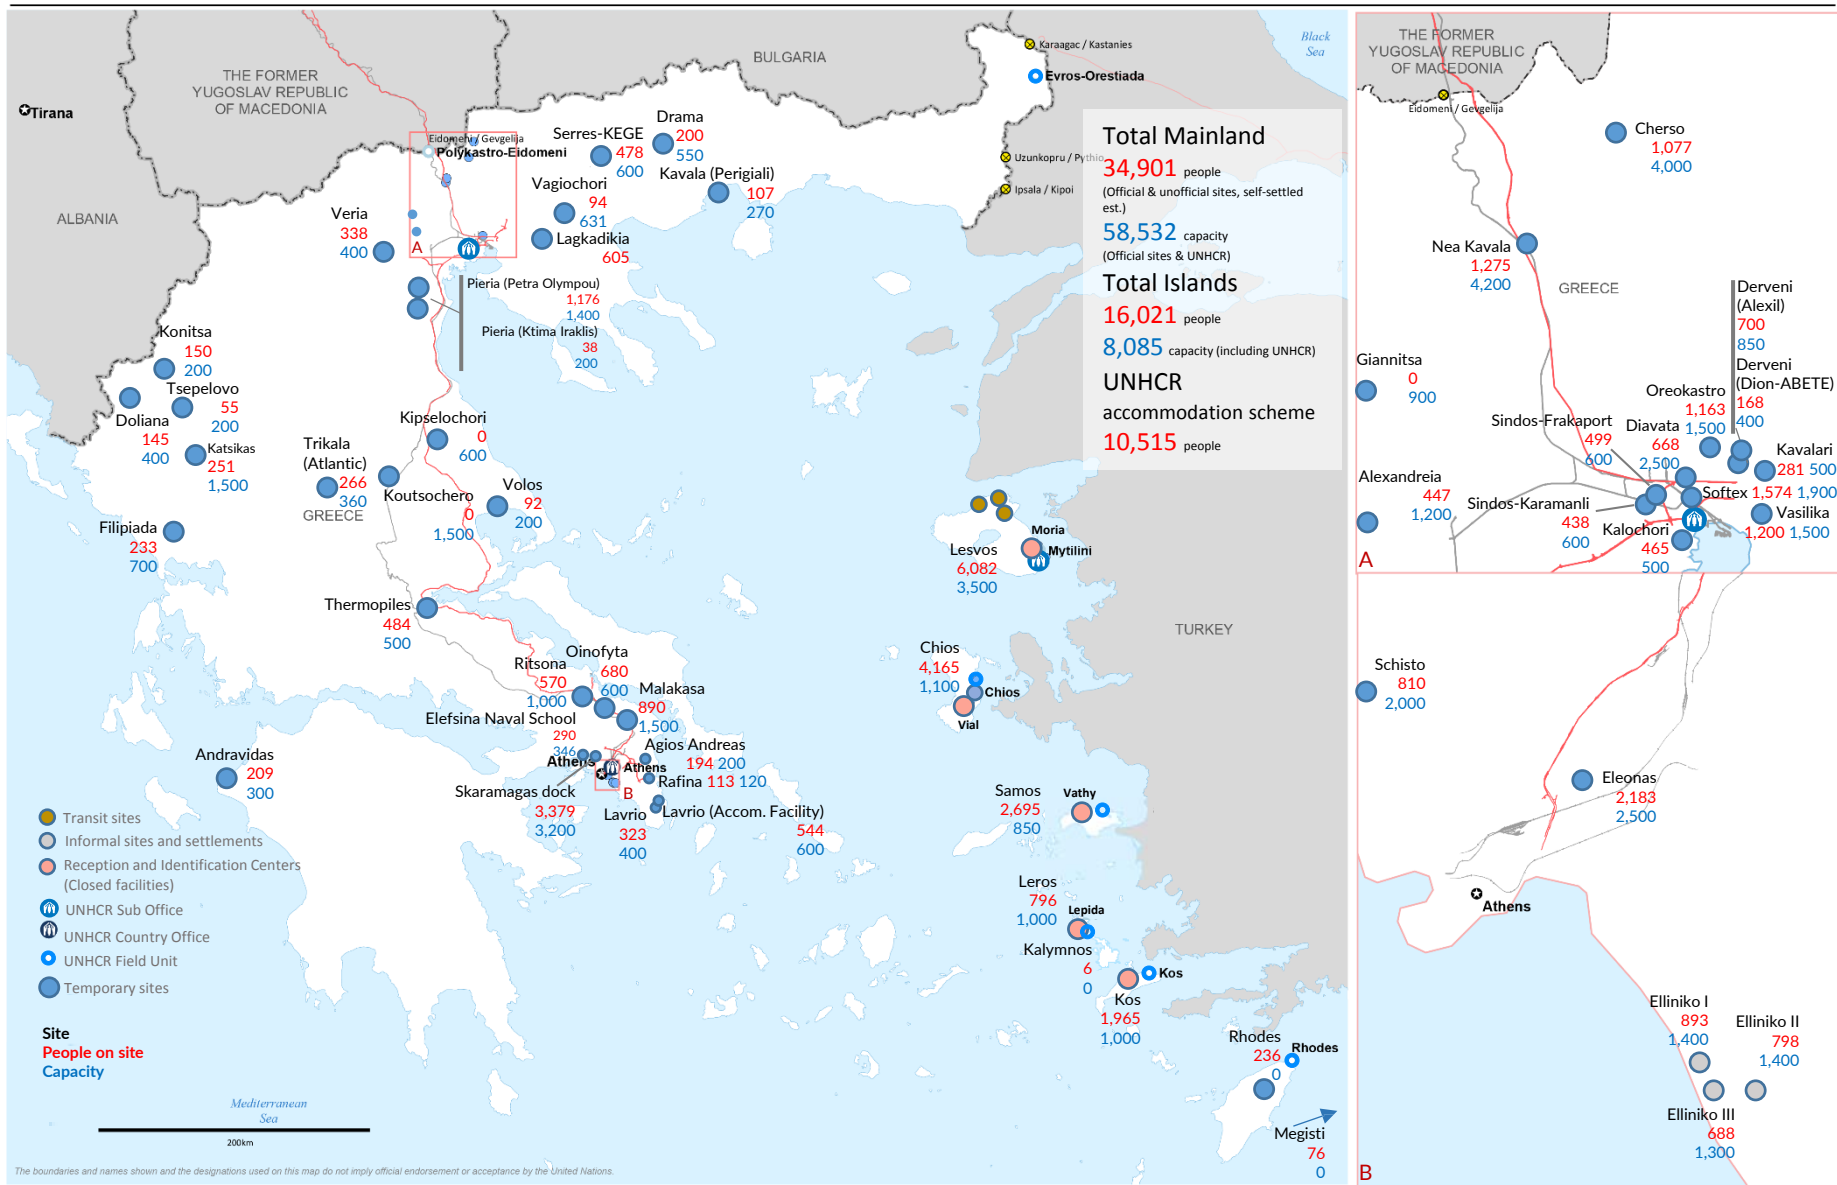 BULGARIA
THE FORMER
YUGOSLAV REPUBLIC
OF MACEDONIA
Tirana
ALBANIA
Black
Sea
Karaagac / Kastanies
Evros-Orestiada
Uzunkopru / Pythio
Ipsala / Kipoi
Eidomeni / Gevgelija
Polykastro-Eidomeni
A
Drama
200
550
Serres-KEGE
478
600
Kavala (Perigiali)
107
270
Vagiochori
94
631
Lagkadikia
605
Veria
338
400
Pieria (Petra Olympou)
1,176
1,400
Pieria (Ktima Iraklis)
38
200
Konitsa
150
200
Tsepelovo
55
200
Doliana
145
400
Katsikas
251
1,500
Kipselochori
0
600
Trikala
(Atlantic)
266
360
GREECE
Koutsochero
0
1,500
Volos
92
200
Filipiada
233
700
Thermopiles
484
500
Oinofyta
680
600
Ritsona
570
1,000
Malakasa
890
1,500
Elefsina Naval School
290
346
Athens
Athens
B
Agios Andreas
194 200
Rafina 113 120
Skaramagas dock
3,379
3,200
Lavrio
323
400
Lavrio (Accom. Facility)
544
600
Andravidas
209
300
Total Mainland
34,901 people
(Official & unofficial sites, self-settled
est.)
58,532 capacity
(Official sites & UNHCR)
Total Islands
16,021 people
8,085 capacity (including UNHCR)
UNHCR
accommodation scheme
10,515 people
Moria
Mytilini
Lesvos
6,082
3,500
TURKEY
Chios
4,165
1,100
Chios
Vial
Samos
2,695
850
Vathy
Leros
796
1,000
Lepida
Kalymnos
6
0
Kos
Kos
1,965
1,000
Rhodes
236
0
Rhodes
Megisti
76
0
Transit sites
Informal sites and settlements
Reception and Identification Centers
(Closed facilities)
UNHCR Sub Office
UNHCR Country Office
UNHCR Field Unit
Temporary sites
Site
People on site
Capacity
Mediterranean
Sea
200km
The boundaries and names shown and the designations used on this map do not imply official endorsement or acceptance by the United Nations.
THE FORMER
YUGOSLAV REPUBLIC
OF MACEDONIA
Eidomeni / Gevgelija
Cherso
1,077
4,000
Nea Kavala
1,275
4,200
GREECE
Derveni
(Alexil)
700
850
Derveni
(Dion-ABETE)
168
400
Giannitsa
0
900
Oreokastro
1,163
1,500
Sindos-Frakaport
499
600
Diavata
668
2,500
Kavalari
281 500
Alexandreia
447
1,200
Softex 1,574 1,900
Sindos-Karamanli
438
600
Vasilika
1,200 1,500
Kalochori
465
500
A
Schisto
810
2,000
Eleonas
2,183
2,500
Athens
Elliniko I
893
1,400
Elliniko II
798
1,400
Elliniko III
688
1,300
B